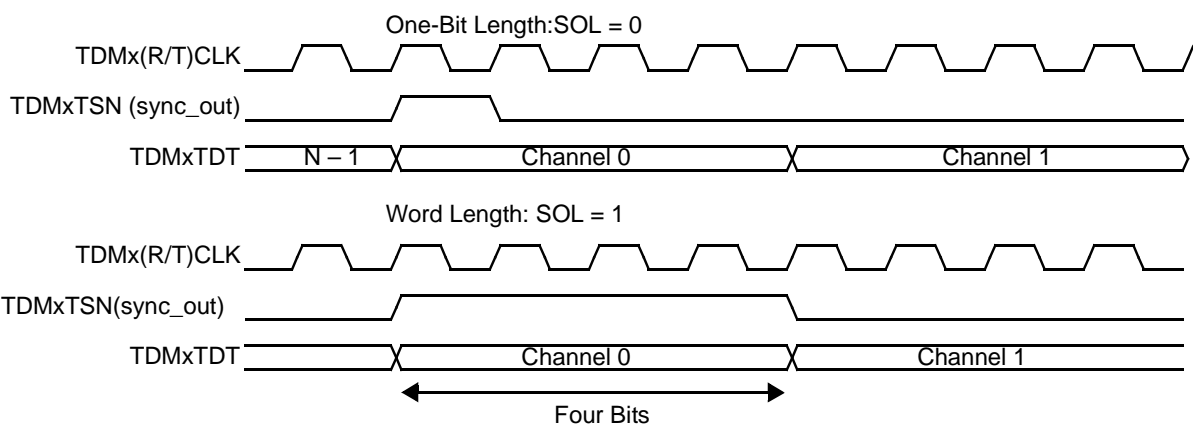 One-Bit Length:SOL = 0
TDMx(R/T)CLK
TDMxTSN (sync_out)
TDMxTDT N – 1 Channel 0 Channel 1
Word Length: SOL = 1
TDMx(R/T)CLK
TDMxTSN(sync_out)
TDMxTDT Channel 0 Channel 1
Four Bits